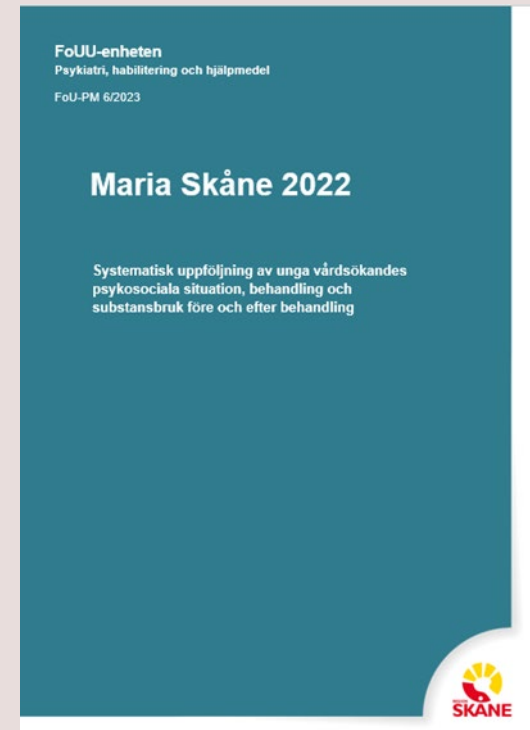 FoUU-enheten
Psykiatri, habilitering och hjälpmedel
FoU-PM 6/2023
Maria Skåne 2022
Systematisk uppföljning av unga vårdsökandes
psykosociala situation, behandling och
substansbruk före och efter behandling
SKÅNE